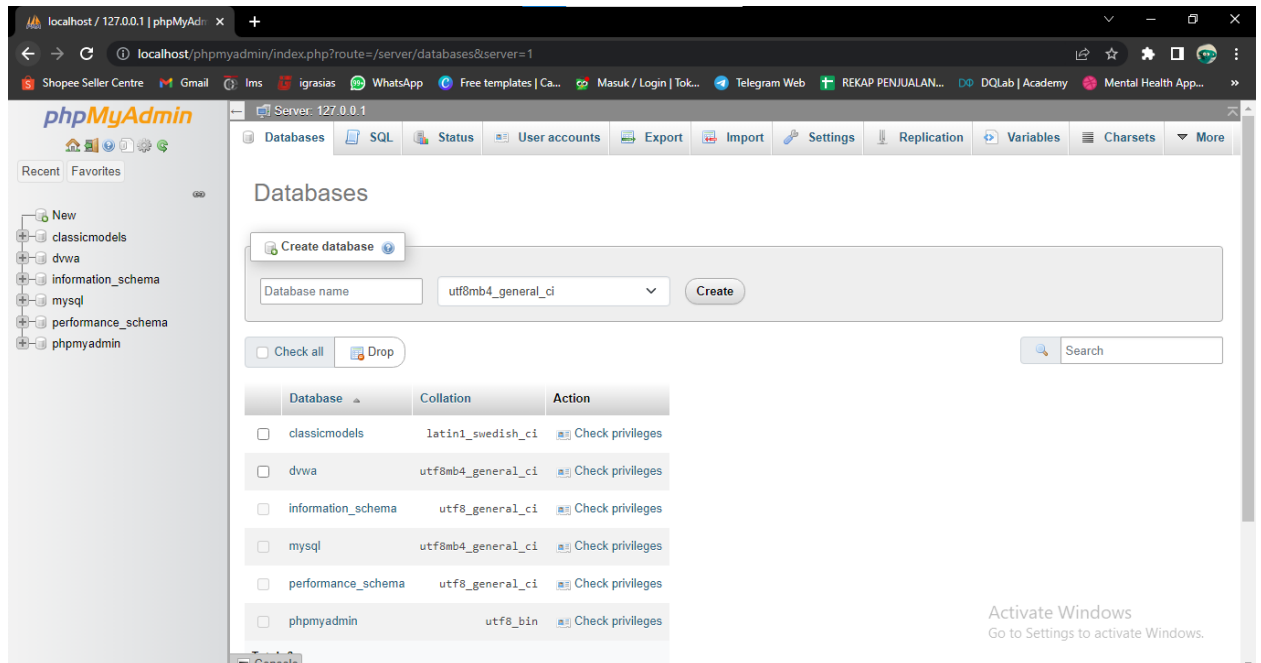 localhost / 127.0.0.1 | phpMyAdm
localhost/phpmyadmin/index.php?route=/server/databases&server=1
Shopee Seller Centre Gmail Ims igrasias WhatsApp Free templates | Ca... Masuk / Login | Tok... Telegram Web REKAP PENJUALAN... DQLab | Academy Mental Health App... »
phpMyAdmin
Recent Favorites
New
classicmodels
dvwa
information_schema
mysql
performance_schema
phpmyadmin
Server: 127.0.0.1
Databases SQL Status User accounts Export Import Settings Replication Variables Charsets More
Databases
Create database
Database name utf8mb4_general_ci Create
Check all Drop Search
Database Collation Action
classicmodels latin1_swedish_ci Check privileges
dvwa utf8mb4_general_ci Check privileges
information_schema utf8_general_ci Check privileges
mysql utf8mb4_general_ci Check privileges
performance_schema utf8_general_ci Check privileges
phpmyadmin utf8_bin Check privileges
Console
Activate Windows
Go to Settings to activate Windows.